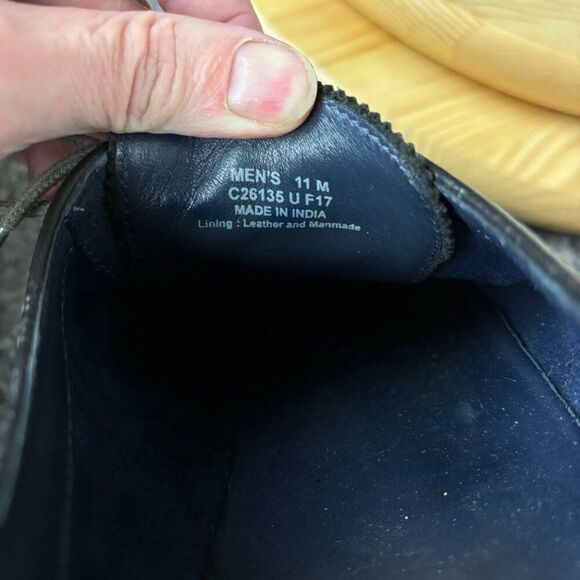 MEN'S 11 M
C26135 U F17
MADE IN INDIA
Lining : Leather and Manmade